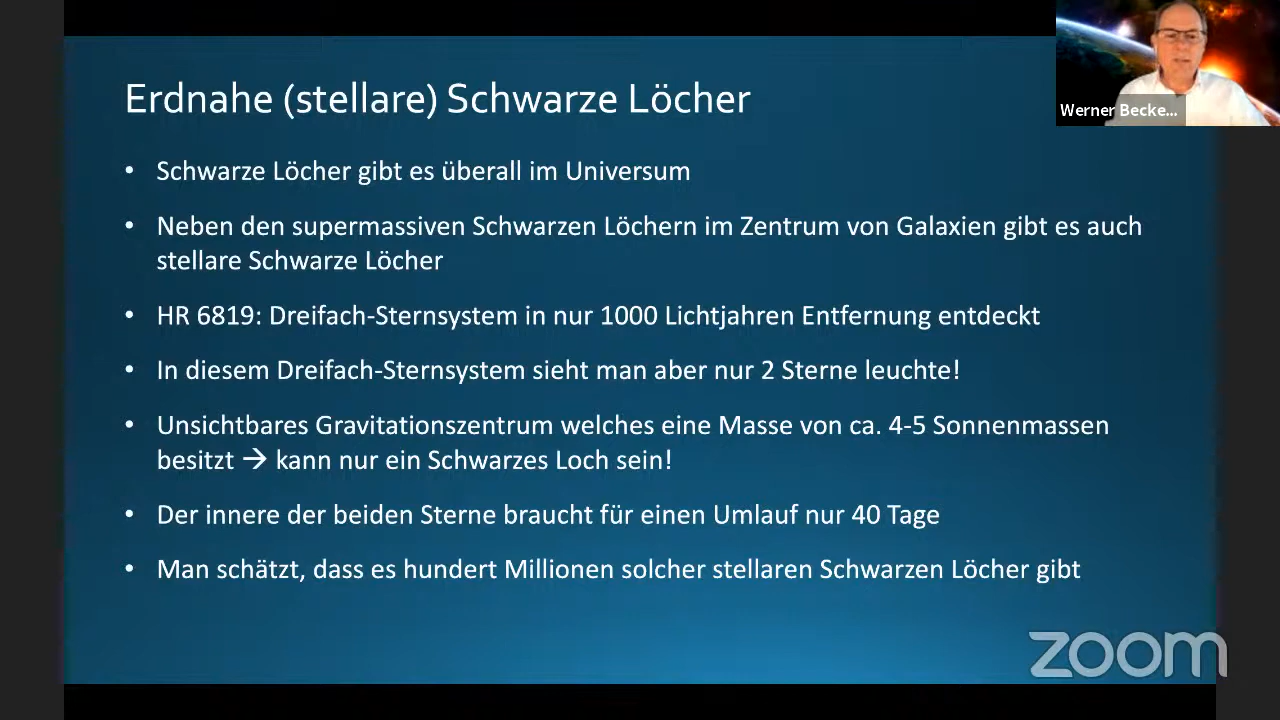 Erdnahe (stellare) Schwarze Löcher
Werner Becke...
• Schwarze Löcher gibt es überall im Universum
• Neben den supermassiven Schwarzen Löchern im Zentrum von Galaxien gibt es auch
stellare Schwarze Löcher
• HR 6819: Dreifach-Sternsystem in nur 1000 Lichtjahren Entfernung entdeckt
• In diesem Dreifach-Sternsystem sieht man aber nur 2 Sterne leuchte!
• Unsichtbares Gravitationszentrum welches eine Masse von ca. 4-5 Sonnenmassen
besitzt → kann nur ein Schwarzes Loch sein!
• Der innere der beiden Sterne braucht für einen Umlauf nur 40 Tage
• Man schätzt, dass es hundert Millionen solcher stellaren Schwarzen Löcher gibt
zoom